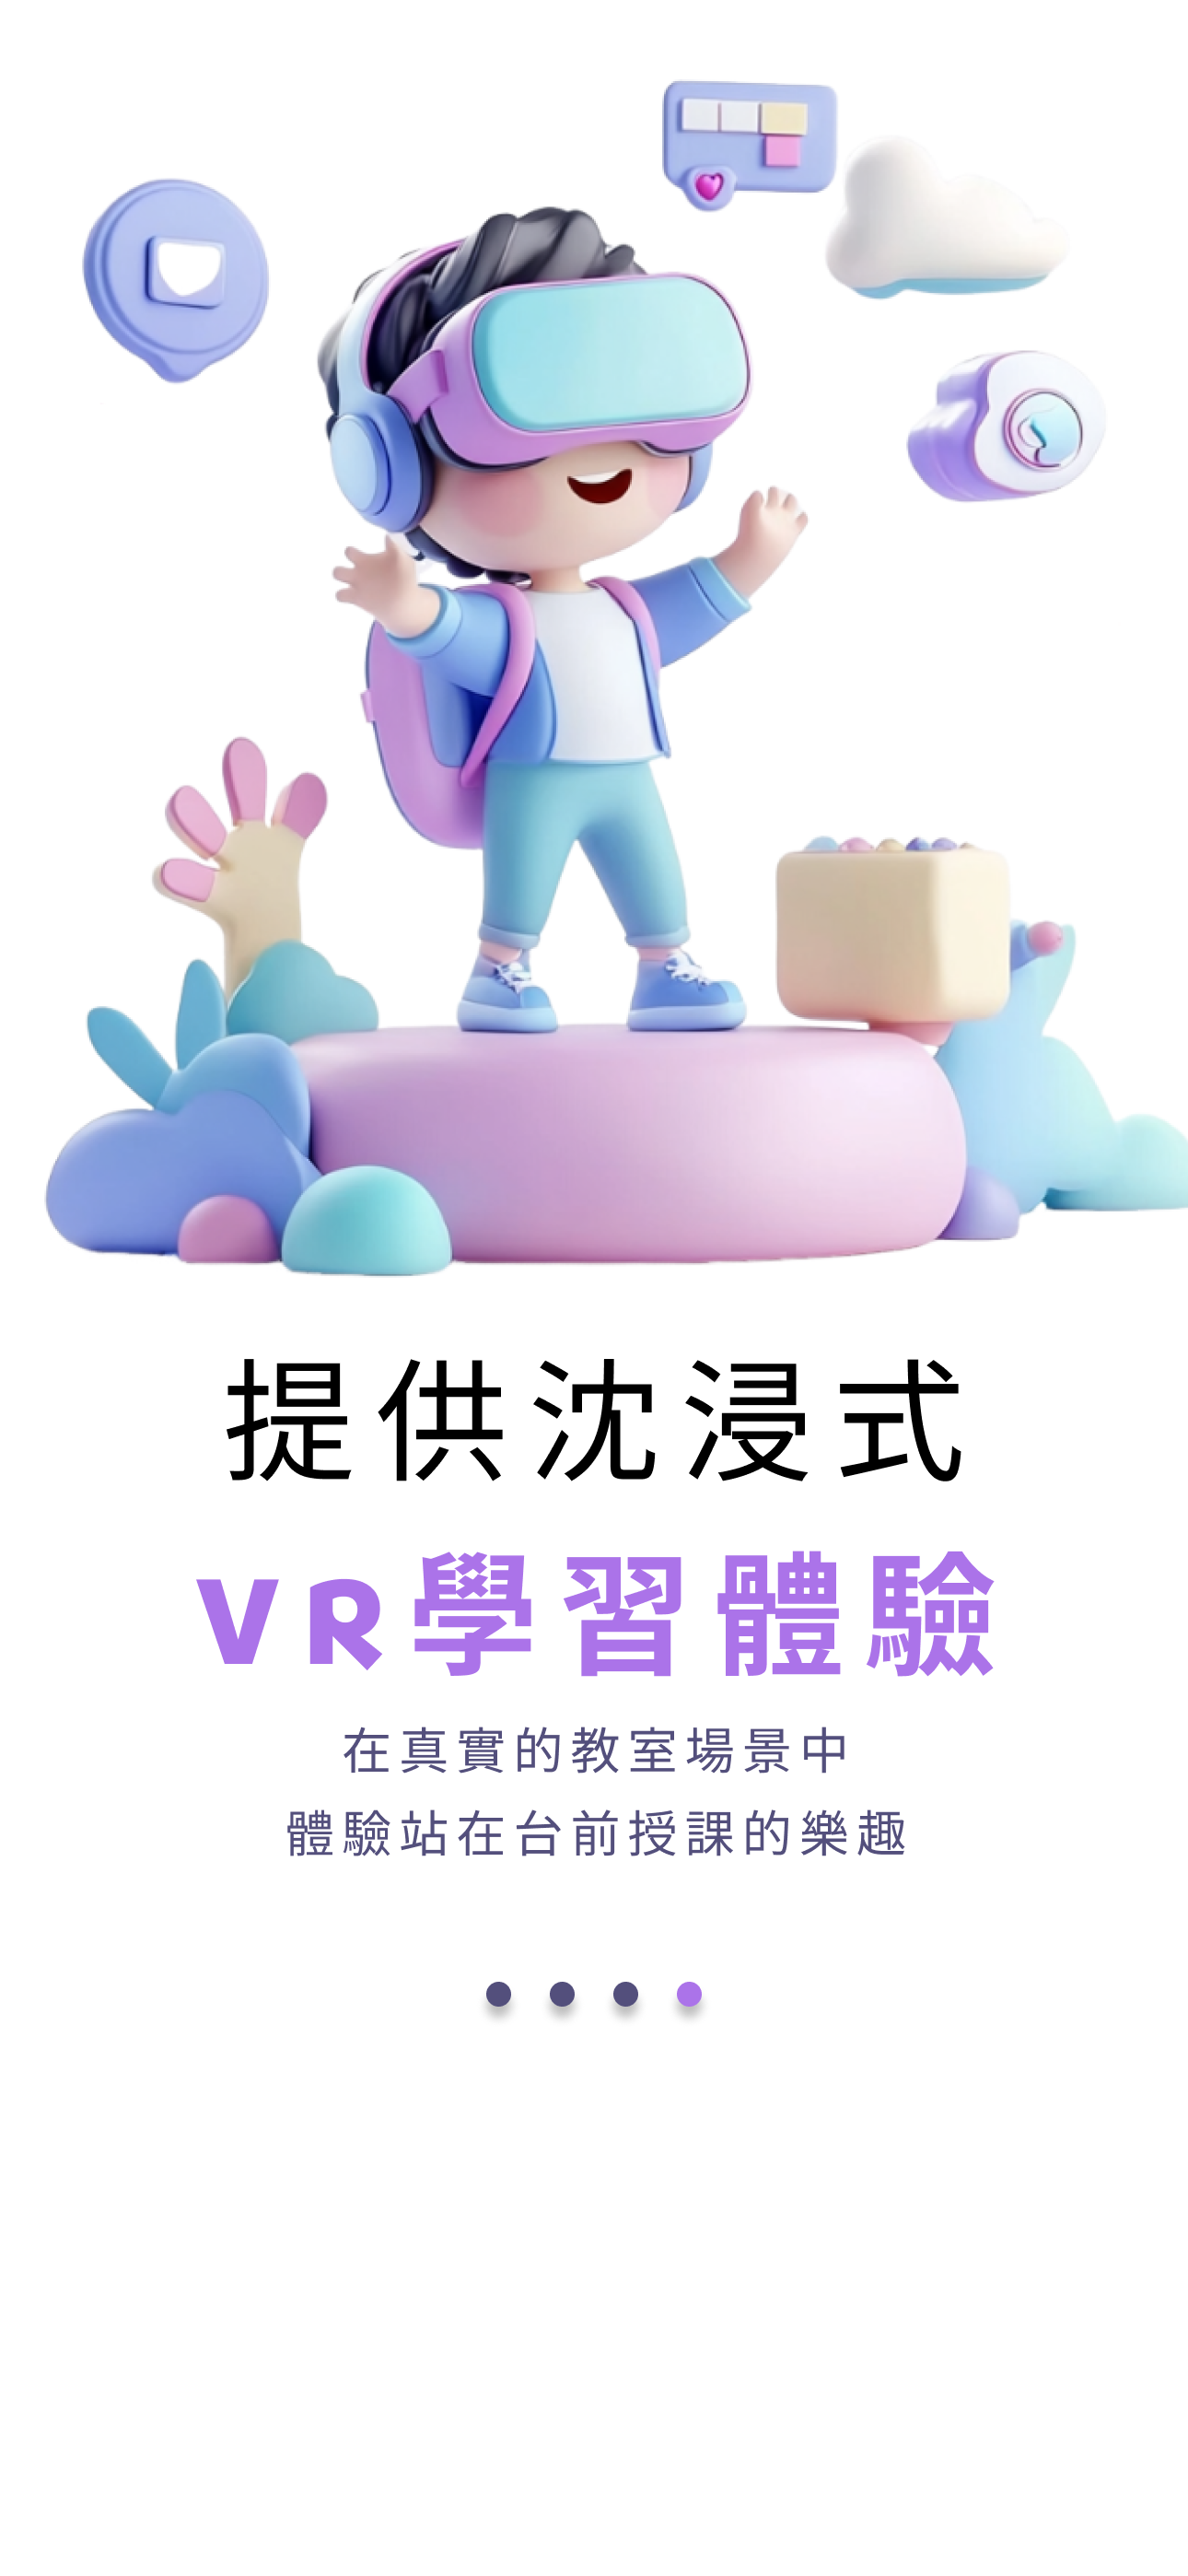 提供沈浸式
VR學習體驗
在真實的教室場景中
體驗站在台前授課的樂趣